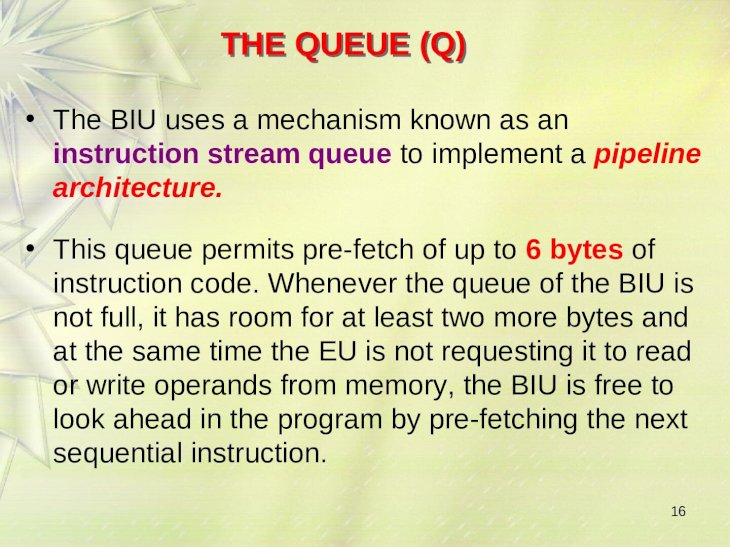 THE QUEUE (Q)
• The BIU uses a mechanism known as an
instruction stream queue to implement a pipeline
architecture.
• This queue permits pre-fetch of up to 6 bytes of
instruction code. Whenever the queue of the BIU is
not full, it has room for at least two more bytes and
at the same time the EU is not requesting it to read
or write operands from memory, the BIU is free to
look ahead in the program by pre-fetching the next
sequential instruction.
16